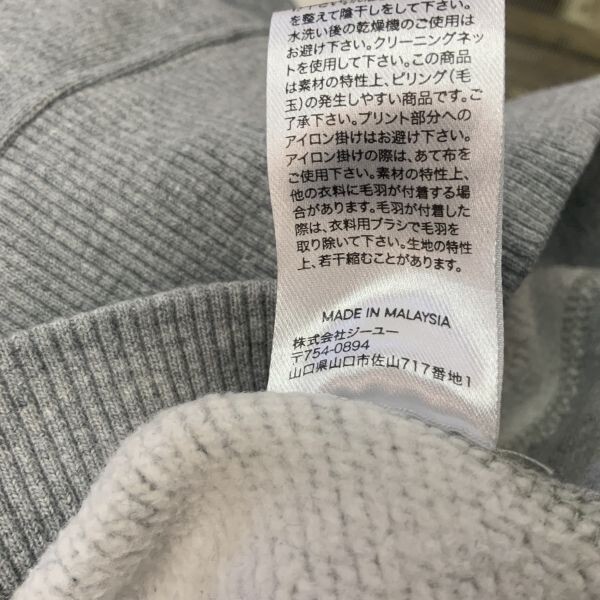 を整えて陰干しをして下さい。
水洗い後の乾燥機のご使用は
お避け下さい。クリーニングネッ
トを使用して下さい。この商品
は素材の特性上、ピリング(毛
玉)の発生しやすい商品です。ご
了承下さい。プリント部分への
アイロン掛けはお避け下さい。
アイロン掛けの際は、あて布を
ご使用下さい。素材の特性上、
他の衣料に毛羽が付着する場
合があります。毛羽が付着した
際は、衣料用ブラシで毛羽を
取り除いて下さい。生地の特性
上、若干縮むことがあります。
MADE IN MALAYSIA
株式会社ジーユー
〒754-0894
山口県山口市佐山717番地1